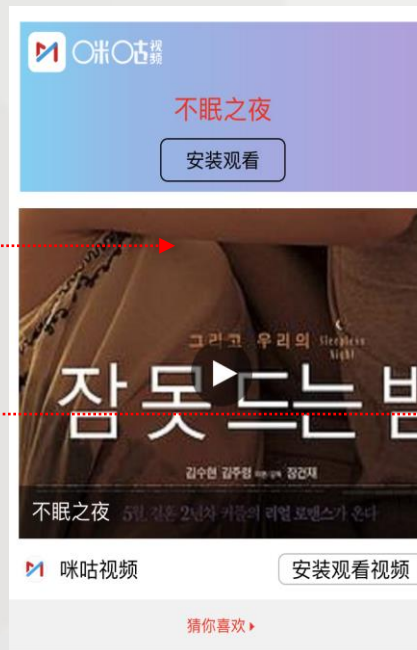 咪咕视频
不眠之夜
安装观看
그리고 우리의 Sleepless
Night
잠 못 드는 밤
김수현 김주령 장건재
不眠之夜 5월, 결혼 2년차 커플의 리얼 로맨스가 온다
咪咕视频 安装观看视频
猜你喜欢